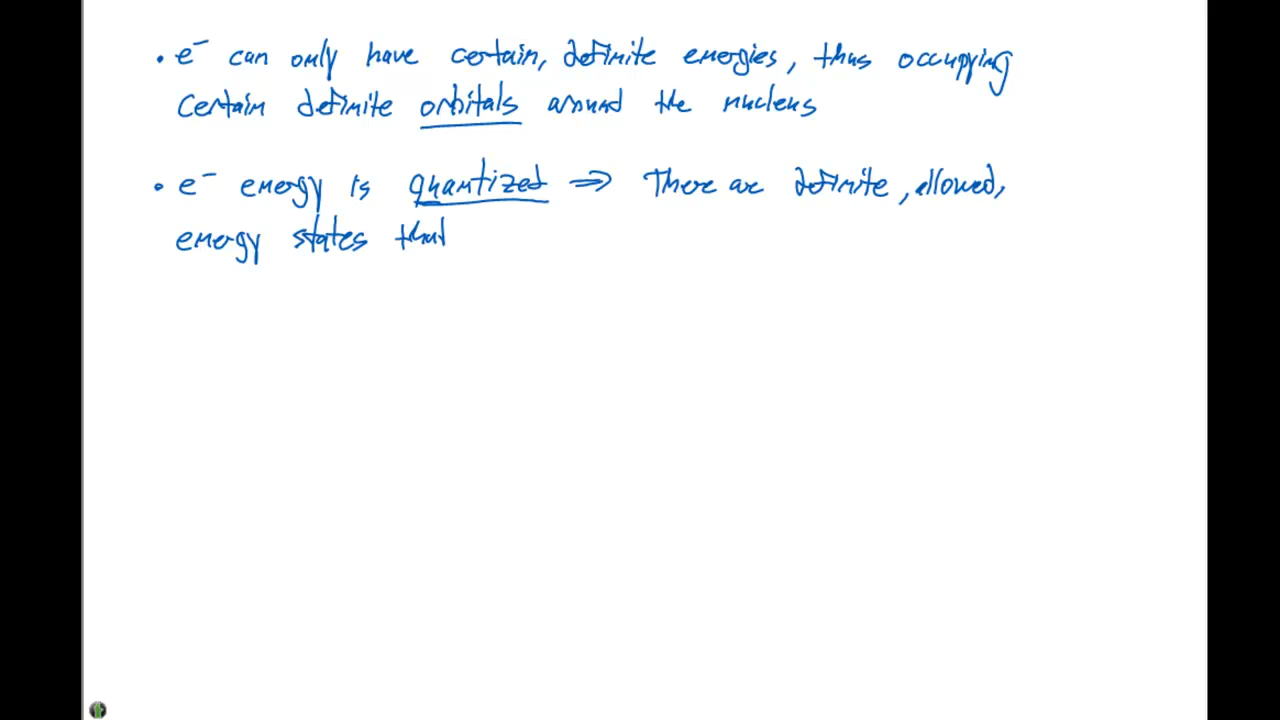 • e⁻ can only have certain, definite energies, thus occupying
certain definite orbitals around the nucleus
• e⁻ energy is quantized ⇒ There are definite, allowed,
energy states that